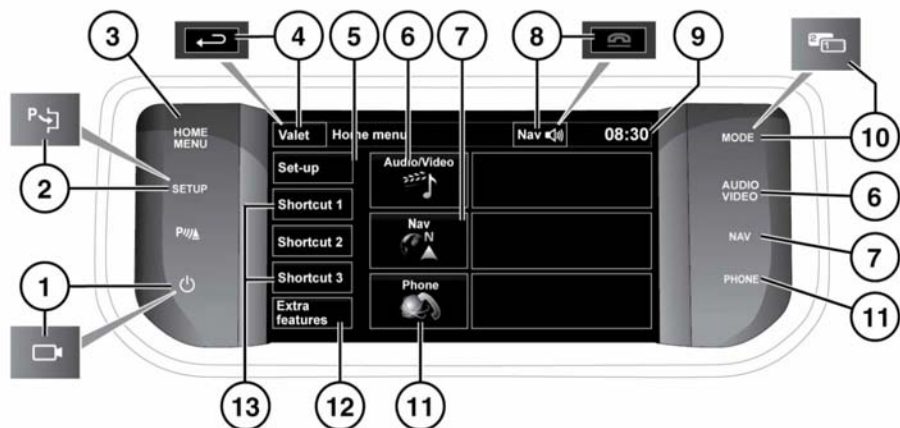 3
4
5
6
7
8
9
HOME
MENU
Valet
Home menu
Nav
08:30
MODE
10
P
2
SETUP
Set-up
Audio/Video
AUDIO
VIDEO
6
Shortcut 1
Nav
N
NAV
7
P
Shortcut 2
1
Shortcut 3
Phone
PHONE
11
Extra
features
13
12
11
2
1